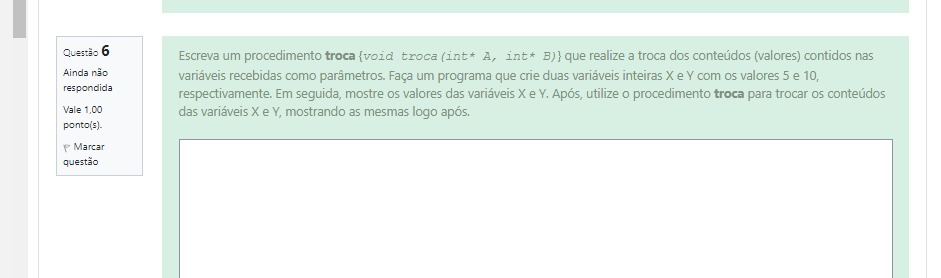 Questão 6
Ainda não
respondida
Vale 1,00
ponto(s).
Marcar
questão
Escreva um procedimento troca {void troca(int* A, int* B)} que realize a troca dos conteúdos (valores) contidos nas
variáveis recebidas como parâmetros. Faça um programa que crie duas variáveis inteiras X e Y com os valores 5 e 10,
respectivamente. Em seguida, mostre os valores das variáveis X e Y. Após, utilize o procedimento troca para trocar os conteúdos
das variáveis X e Y, mostrando as mesmas logo após.